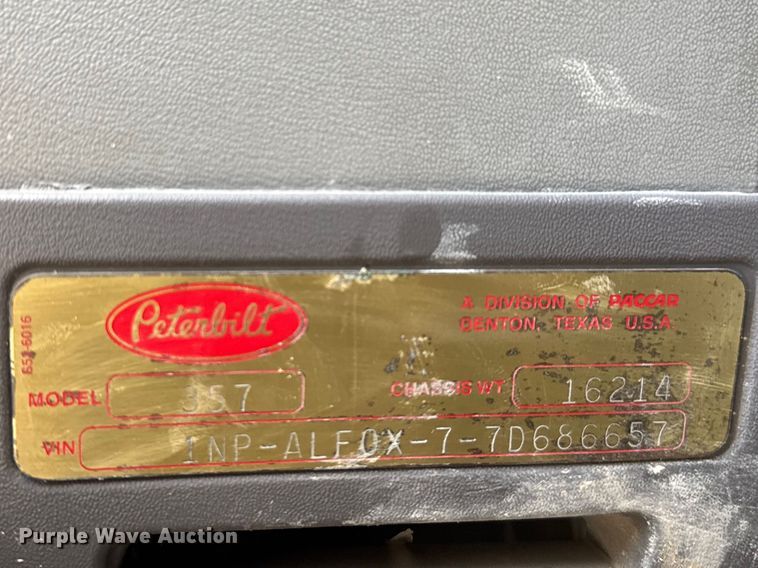 Peterbilt
A DIVISION OF PACCAR
DENTON, TEXAS U.S.A.
653-6016
MODEL 357
CHASSIS WT. 16214
VIN 1NP-ALF0X-7-7D686657
Purple Wave Auction